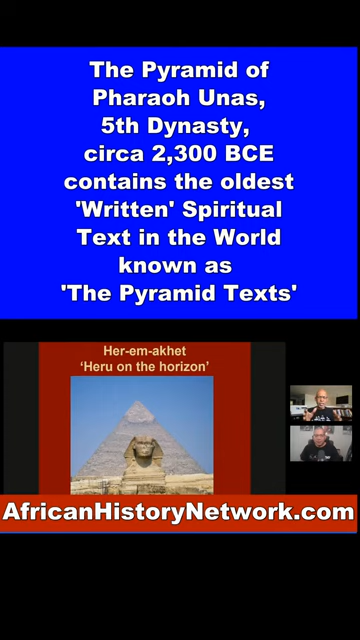 The Pyramid of
Pharaoh Unas,
5th Dynasty,
circa 2,300 BCE
contains the oldest
'Written' Spiritual
Text in the World
known as
'The Pyramid Texts'
Her-em-akhet
‘Heru on the horizon’
AfricanHistoryNetwork.com